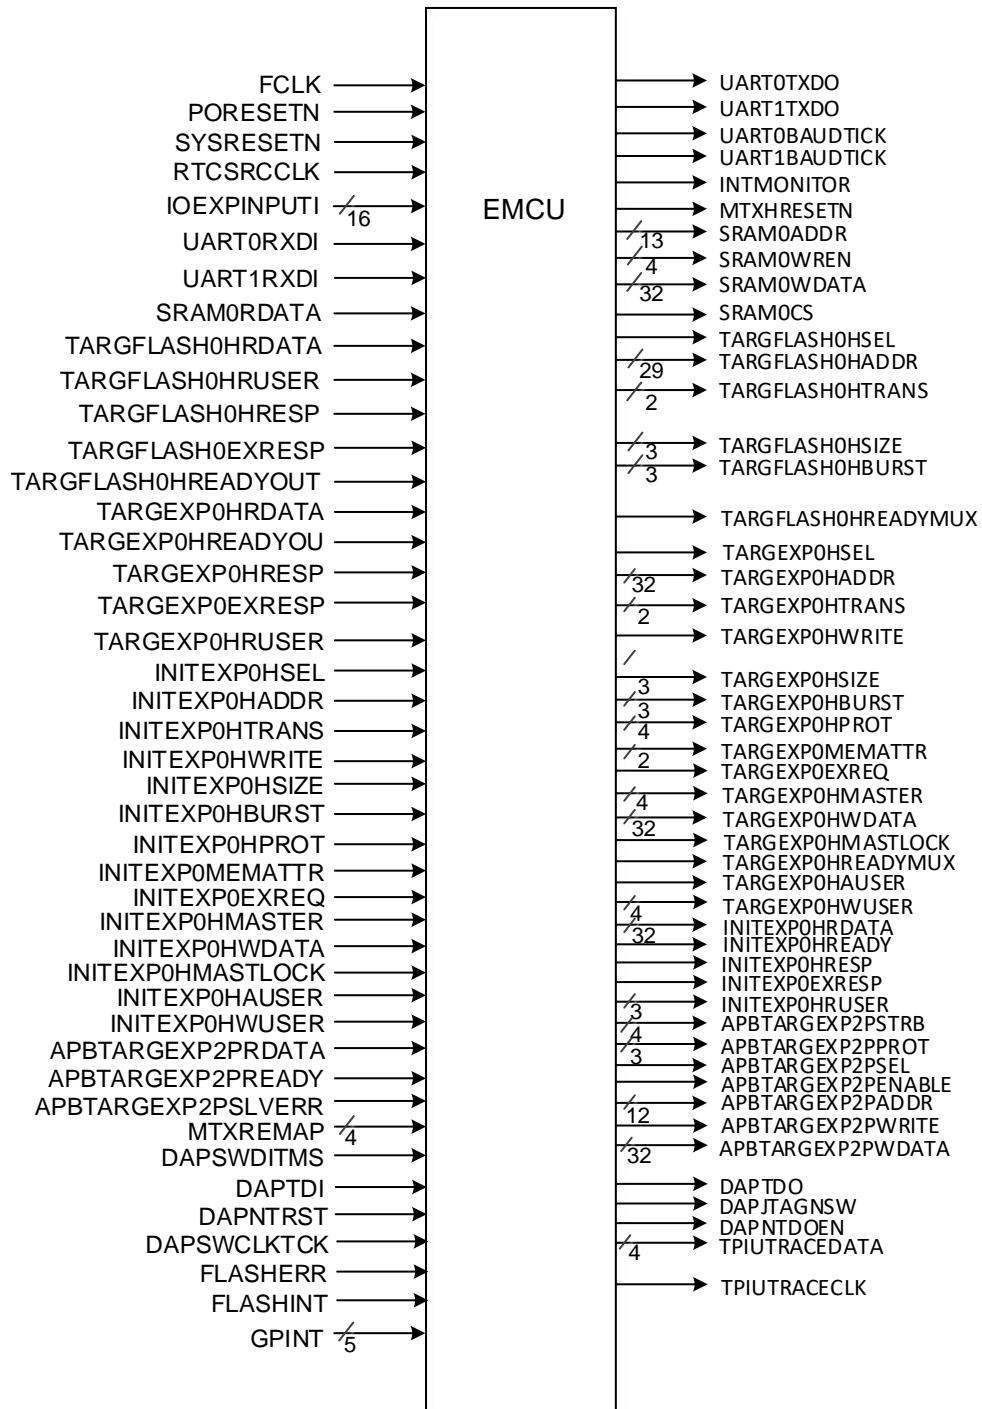 FCLK
PORESETN
SYSRESETN
RTCSRCCLK
IOEXPINPUTI
16
UART0RXDI
UART1RXDI
SRAM0RDATA
TARGFLASH0HRDATA
TARGFLASH0HRUSER
TARGFLASH0HRESP
TARGFLASH0EXRESP
TARGFLASH0HREADYOUT
TARGEXP0HRDATA
TARGEXP0HREADYOU
TARGEXP0HRESP
TARGEXP0EXRESP
TARGEXP0HRUSER
INITEXP0HSEL
INITEXP0HADDR
INITEXP0HTRANS
INITEXP0HWRITE
INITEXP0HSIZE
INITEXP0HBURST
INITEXP0HPROT
INITEXP0MEMATTR
INITEXP0EXREQ
INITEXP0HMASTER
INITEXP0HWDATA
INITEXP0HMASTLOCK
INITEXP0HAUSER
INITEXP0HWUSER
APBTARGEXP2PRDATA
APBTARGEXP2PREADY
APBTARGEXP2PSLVERR
MTXREMAP
4
DAPSWDITMS
DAPTDI
DAPNTRST
DAPSWCLKTCK
FLASHERR
FLASHINT
GPINT
5
EMCU
UART0TXDO
UART1TXDO
UART0BAUDTICK
UART1BAUDTICK
INTMONITOR
MTXHRESETN
13
SRAM0ADDR
4
SRAM0WREN
32
SRAM0WDATA
SRAM0CS
TARGFLASH0HSEL
29
TARGFLASH0HADDR
2
TARGFLASH0HTRANS
3
TARGFLASH0HSIZE
3
TARGFLASH0HBURST
TARGFLASH0HREADYMUX
TARGEXP0HSEL
32
TARGEXP0HADDR
2
TARGEXP0HTRANS
TARGEXP0HWRITE
3
TARGEXP0HSIZE
3
TARGEXP0HBURST
4
TARGEXP0HPROT
2
TARGEXP0MEMATTR
TARGEXP0EXREQ
4
TARGEXP0HMASTER
32
TARGEXP0HWDATA
TARGEXP0HMASTLOCK
TARGEXP0HREADYMUX
TARGEXP0HAUSER
4
TARGEXP0HWUSER
32
INITEXP0HRDATA
INITEXP0HREADY
INITEXP0HRESP
INITEXP0EXRESP
3
INITEXP0HRUSER
4
APBTARGEXP2PSTRB
3
APBTARGEXP2PPROT
APBTARGEXP2PSEL
APBTARGEXP2PENABLE
12
APBTARGEXP2PADDR
APBTARGEXP2PWRITE
32
APBTARGEXP2PWDATA
DAPTDO
DAPJTAGNSW
DAPNTDOEN
4
TPIUTRACEDATA
TPIUTRACECLK